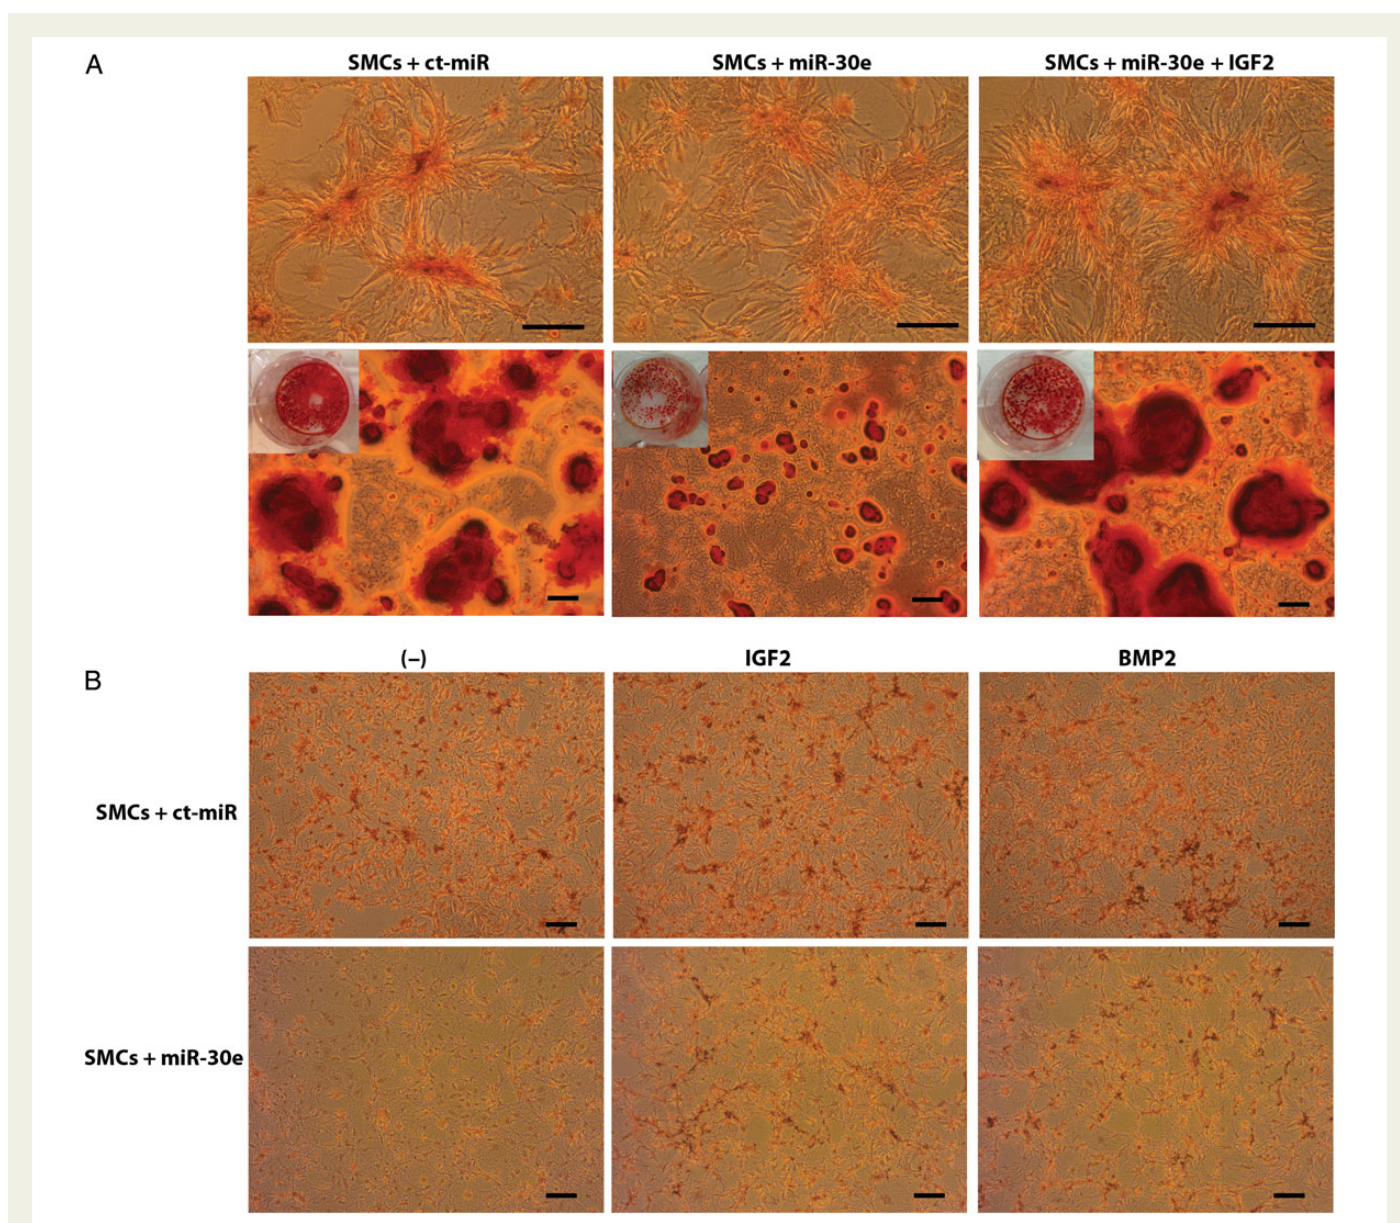 A
SMCs + ct-miR
SMCs + miR-30e
SMCs + miR-30e + IGF2
B
(–)
IGF2
BMP2
SMCs + ct-miR
SMCs + miR-30e